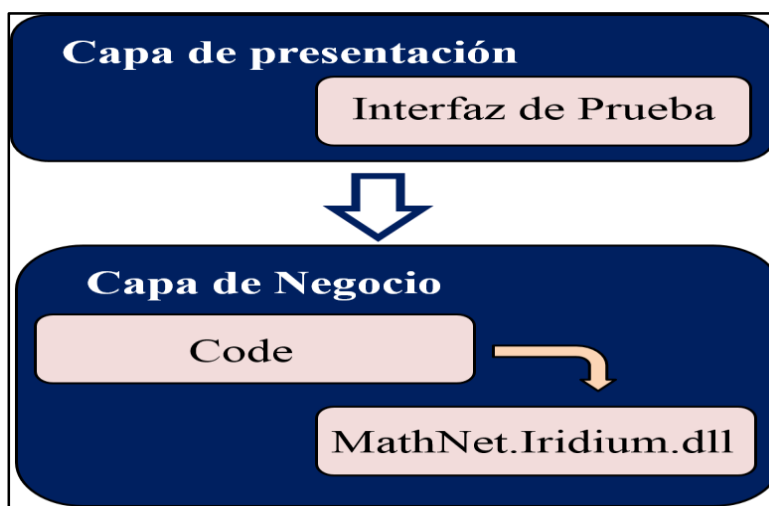 Capa de presentación
Interfaz de Prueba
Capa de Negocio
Code
MathNet.Iridium.dll